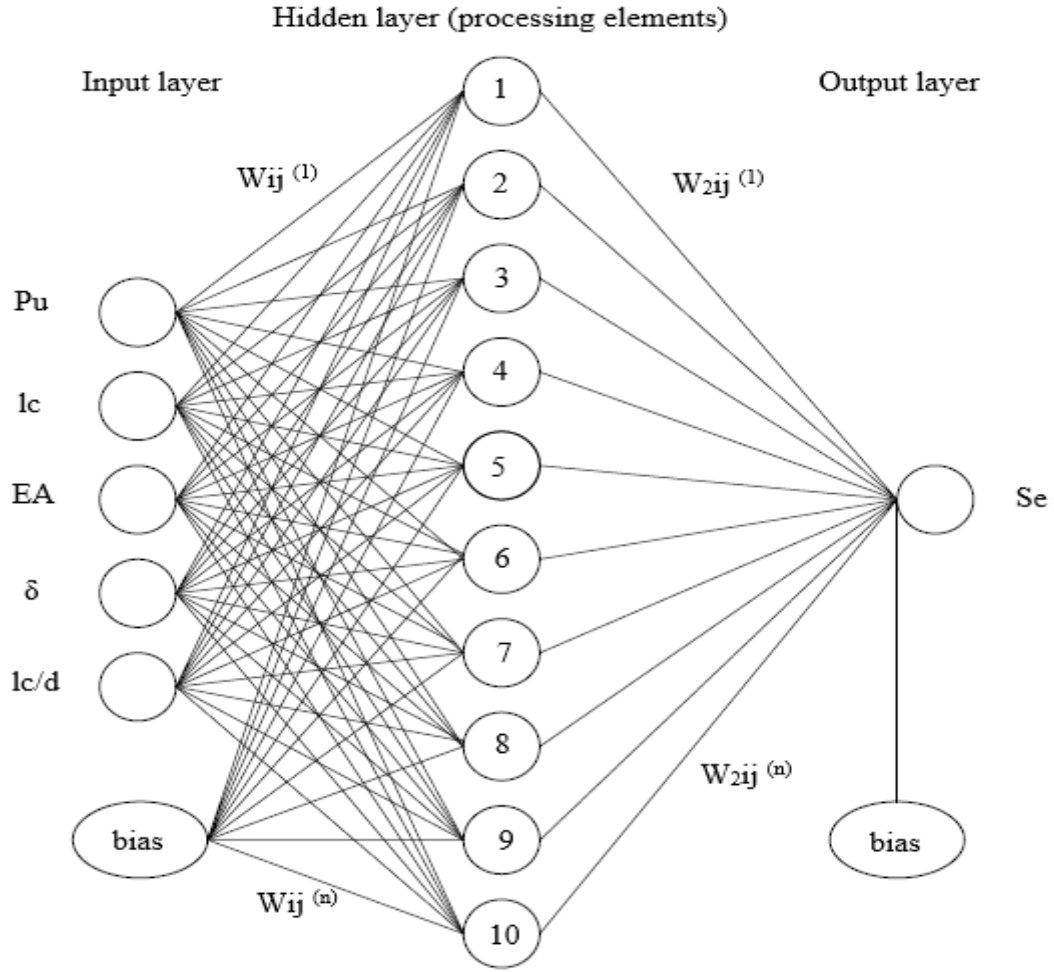 Hidden layer (processing elements)
Input layer
Output layer
1
Wij (1)
W2ij (1)
2
3
Pu
4
lc
5
EA
Se
6
δ
7
lc/d
8
W2ij (n)
bias
9
bias
Wij (n)
10